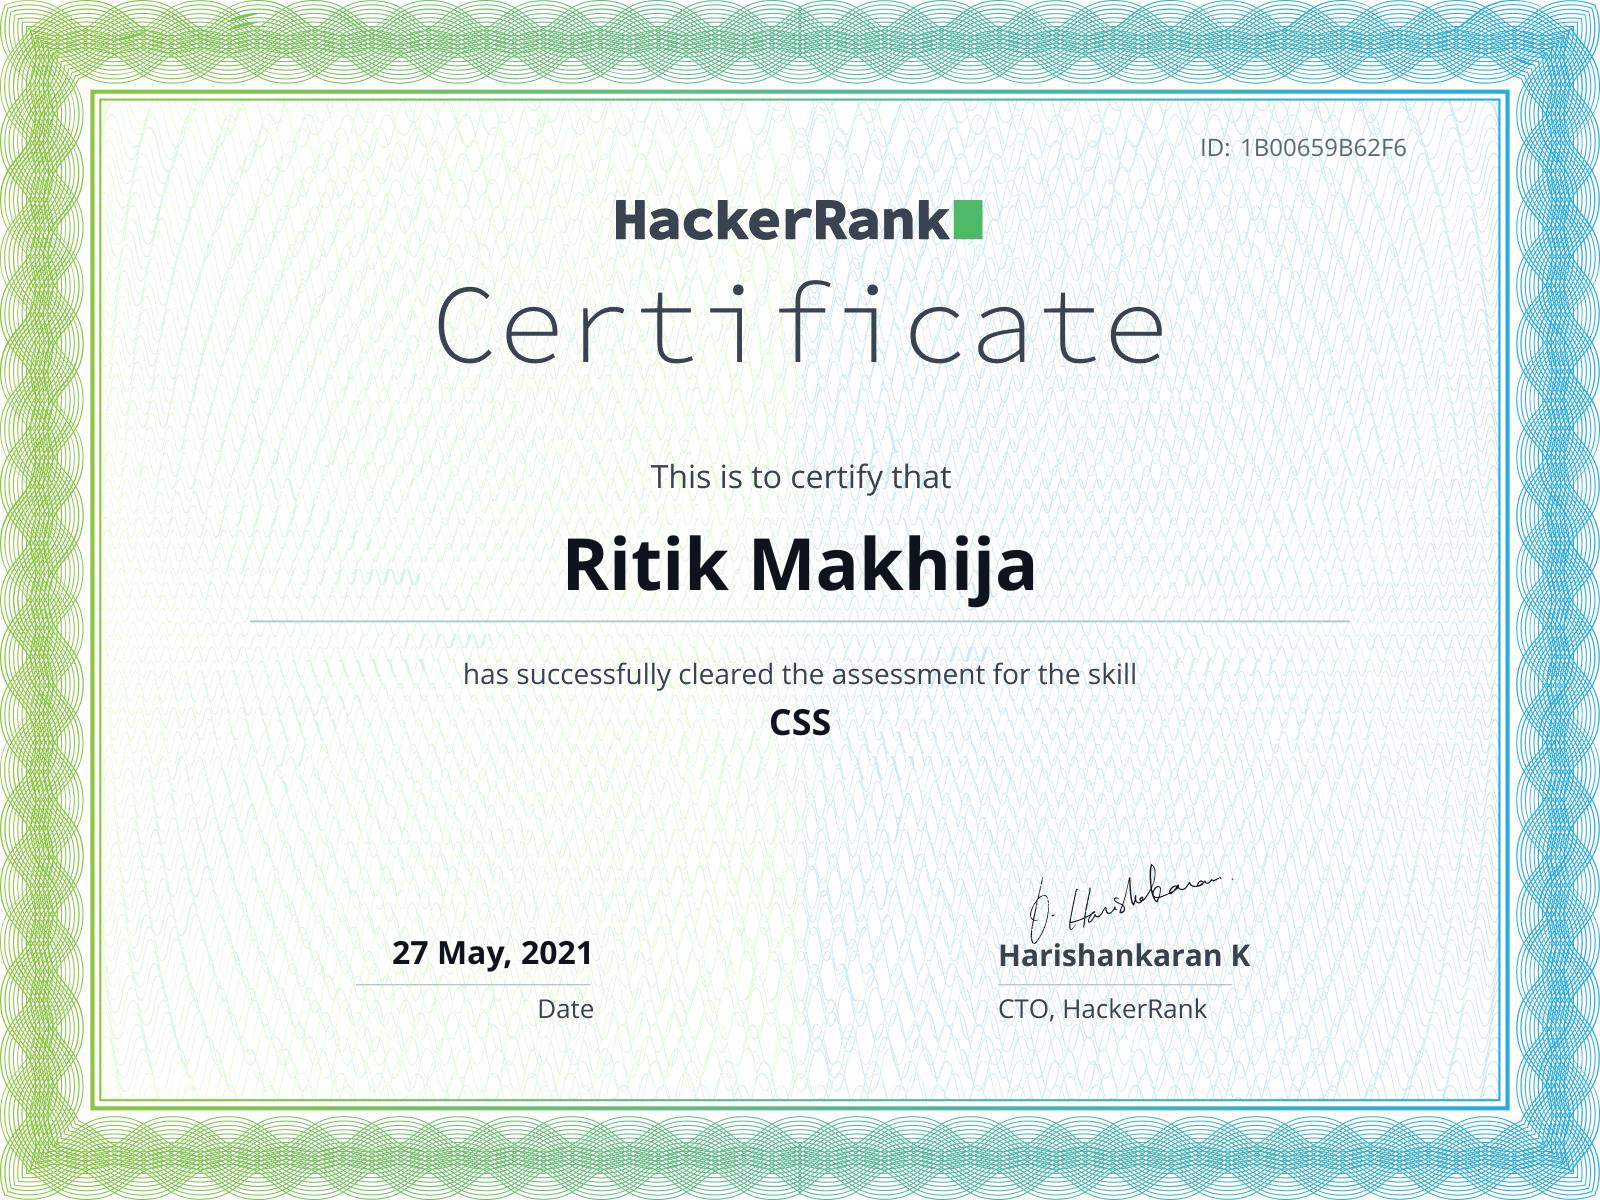 ID: 1B00659B62F6
HackerRank
Certificate
This is to certify that
Ritik Makhija
has successfully cleared the assessment for the skill
CSS
27 May, 2021
Date
Harishankaran K
CTO, HackerRank